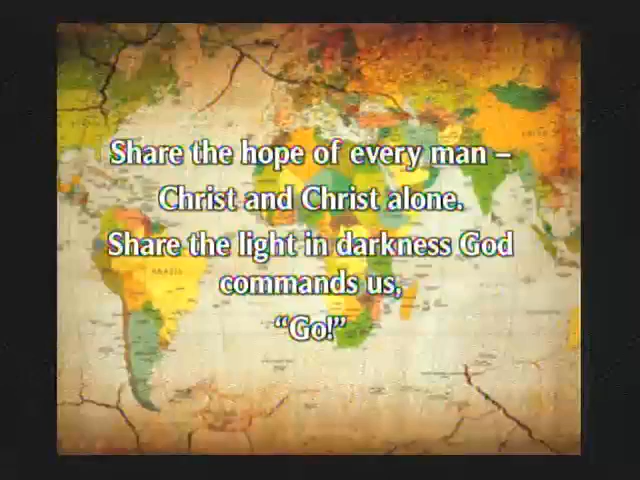 Share the hope of every man –
Christ and Christ alone.
Share the light in darkness God
commands us,
“Go!”